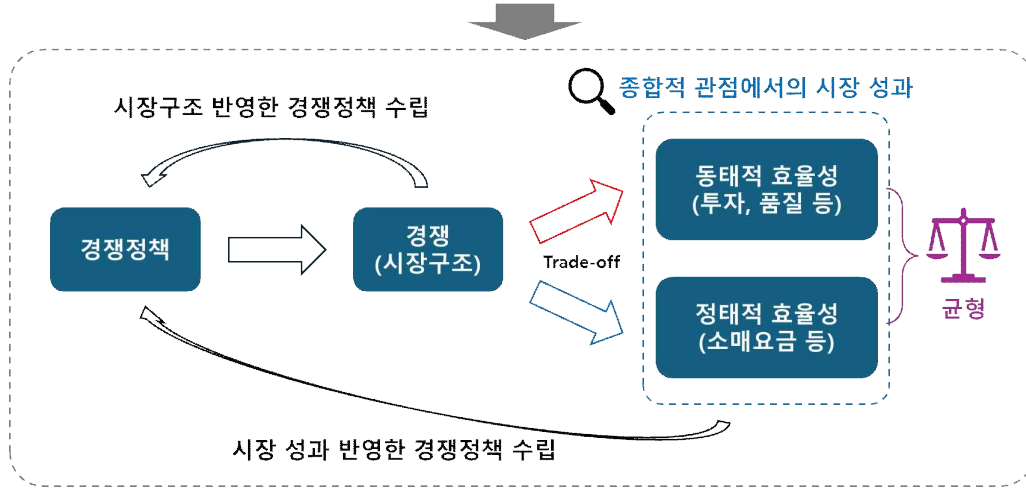 종합적 관점에서의 시장 성과
시장구조 반영한 경쟁정책 수립
경쟁정책
경쟁
(시장구조)
Trade-off
동태적 효율성
(투자, 품질 등)
정태적 효율성
(소매요금 등)
균형
시장 성과 반영한 경쟁정책 수립